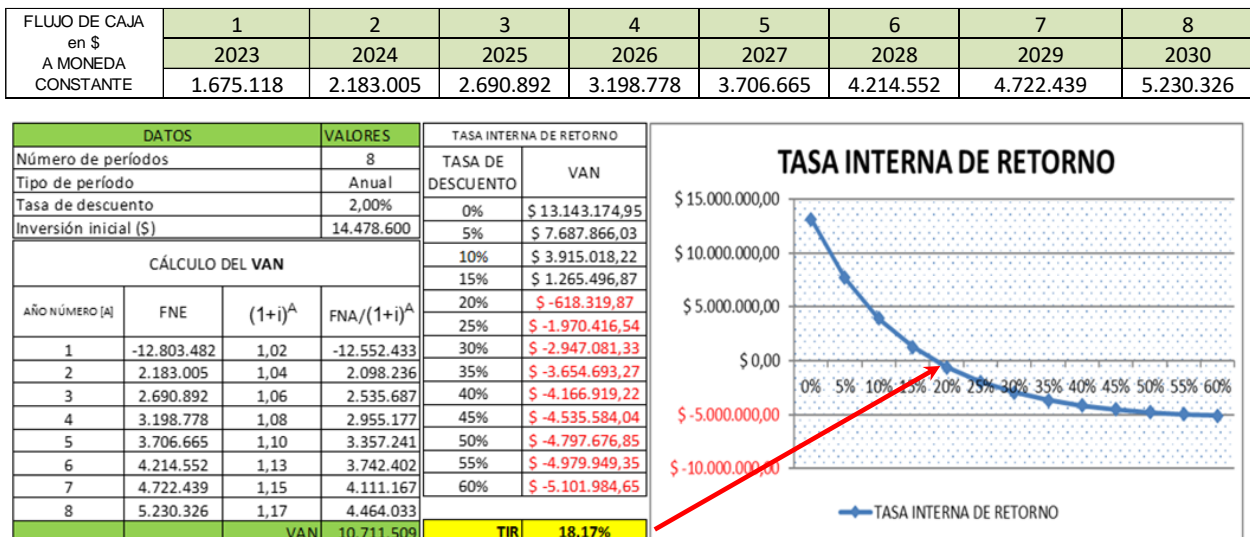 FLUJO DE CAJA en $ A MONEDA CONSTANTE
1 2 3 4 5 6 7 8
2023 2024 2025 2026 2027 2028 2029 2030
1.675.118 2.183.005 2.690.892 3.198.778 3.706.665 4.214.552 4.722.439 5.230.326
DATOS VALORES
Número de períodos 8
Tipo de período Anual
Tasa de descuento 2,00%
Inversión inicial ($) 14.478.600
CÁLCULO DEL VAN
AÑO NÚMERO [A] FNE (1+i)^A FNA/(1+i)^A
1 -12.803.482 1,02 -12.552.433
2 2.183.005 1,04 2.098.236
3 2.690.892 1,06 2.535.687
4 3.198.778 1,08 2.955.177
5 3.706.665 1,10 3.357.241
6 4.214.552 1,13 3.742.402
7 4.722.439 1,15 4.111.167
8 5.230.326 1,17 4.464.033
VAN 10.711.509
TASA INTERNA DE RETORNO
TASA DE DESCUENTO VAN
0% $ 13.143.174,95
5% $ 7.687.866,03
10% $ 3.915.018,22
15% $ 1.265.496,87
20% $ -618.319,87
25% $ -1.970.416,54
30% $ -2.947.081,33
35% $ -3.654.693,27
40% $ -4.166.919,22
45% $ -4.535.584,04
50% $ -4.797.676,85
55% $ -4.979.949,35
60% $ -5.101.984,65
TIR 18,17%
TASA INTERNA DE RETORNO
$ 15.000.000,00
$ 10.000.000,00
$ 5.000.000,00
$ 0,00
0% 5% 10% 15% 20% 25% 30% 35% 40% 45% 50% 55% 60%
$ -5.000.000,00
$ -10.000.000,00
TASA INTERNA DE RETORNO